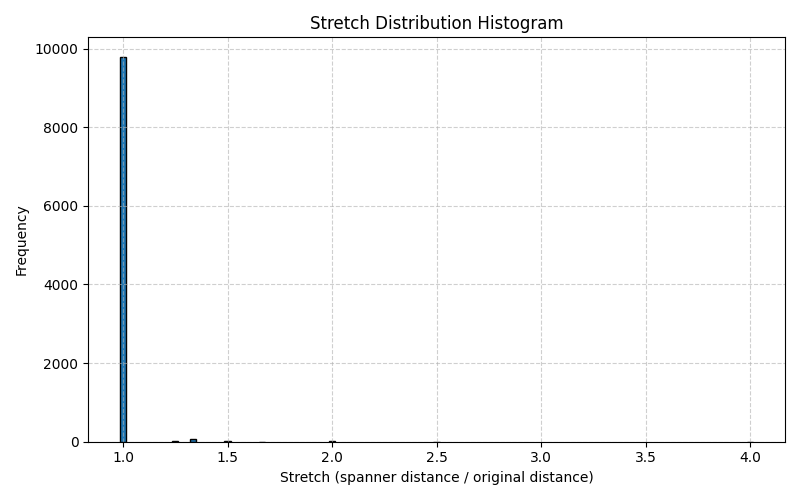 Stretch Distribution Histogram
10000
8000
6000
4000
2000
0
Frequency
1.0 1.5 2.0 2.5 3.0 3.5 4.0
Stretch (spanner distance / original distance)